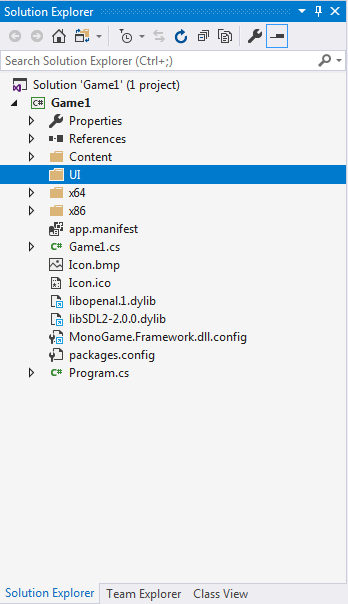 Solution Explorer
Search Solution Explorer (Ctrl+;)
Solution 'Game1' (1 project)
C# Game1
Properties
References
Content
UI
x64
x86
app.manifest
C# Game1.cs
Icon.bmp
Icon.ico
libopenal.1.dylib
libSDL2-2.0.0.dylib
MonoGame.Framework.dll.config
packages.config
C# Program.cs
Solution Explorer Team Explorer Class View